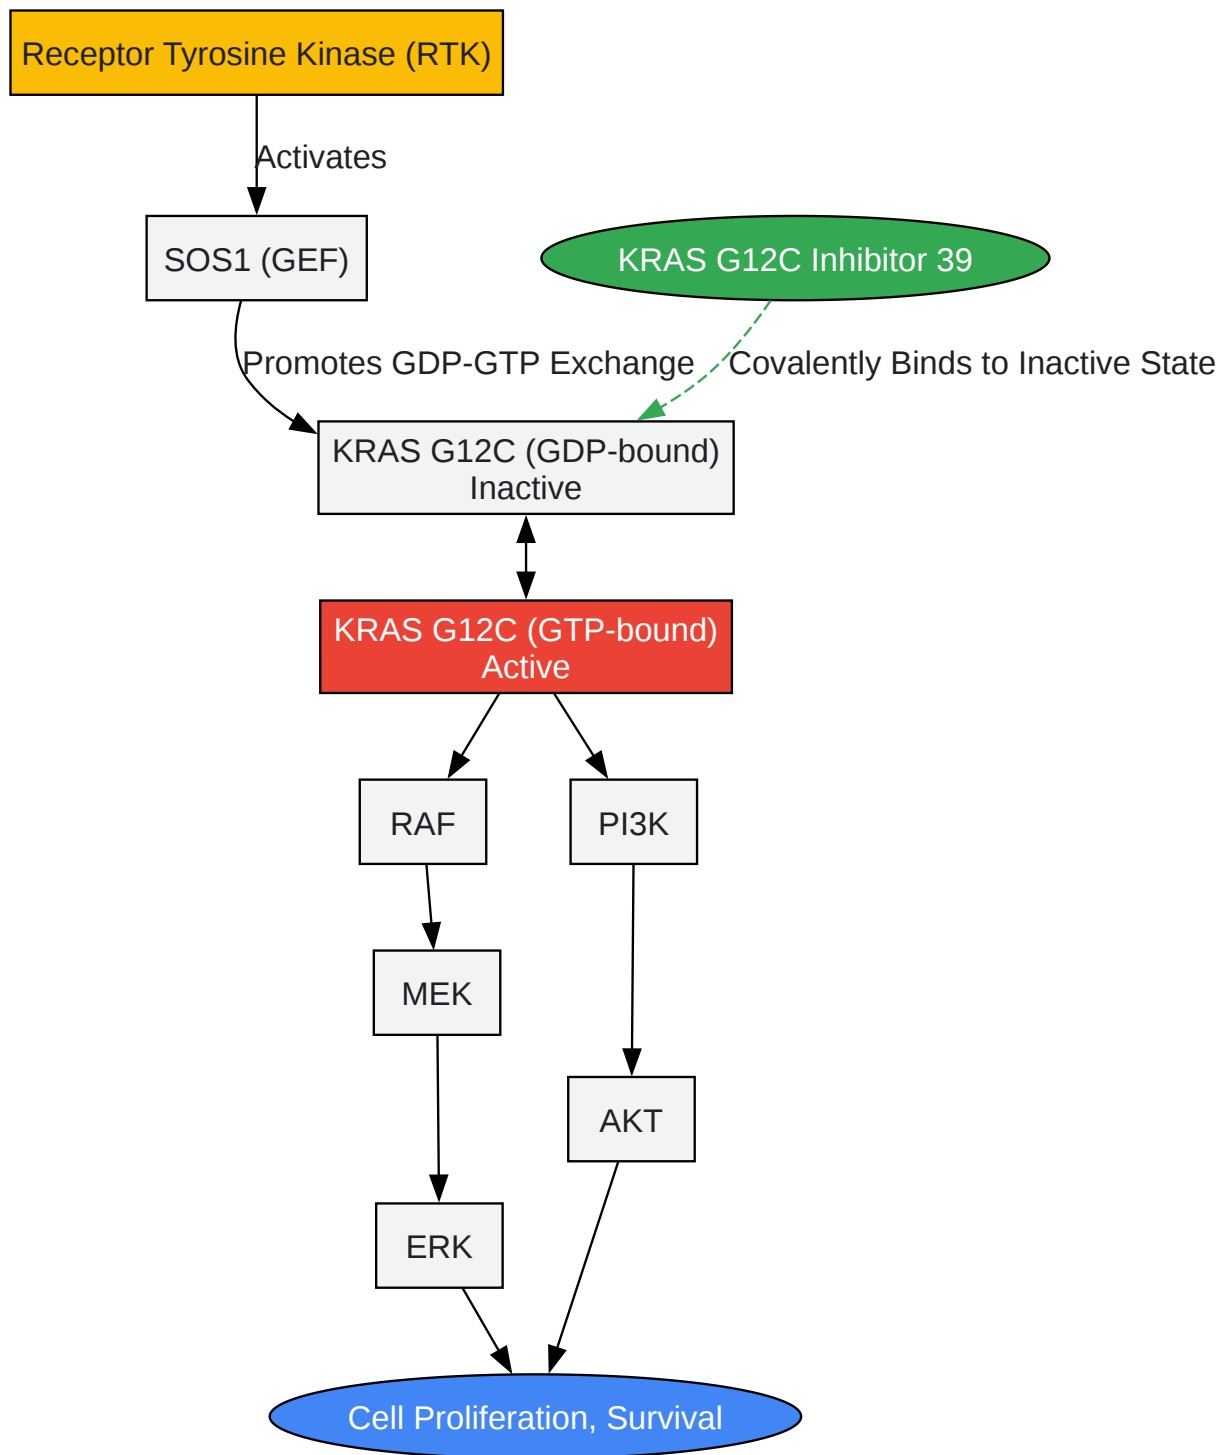 Receptor Tyrosine Kinase (RTK)
Activates
SOS1 (GEF)
KRAS G12C Inhibitor 39
Promotes GDP-GTP Exchange
Covalently Binds to Inactive State
KRAS G12C (GDP-bound)
Inactive
KRAS G12C (GTP-bound)
Active
RAF
PI3K
MEK
AKT
ERK
Cell Proliferation, Survival